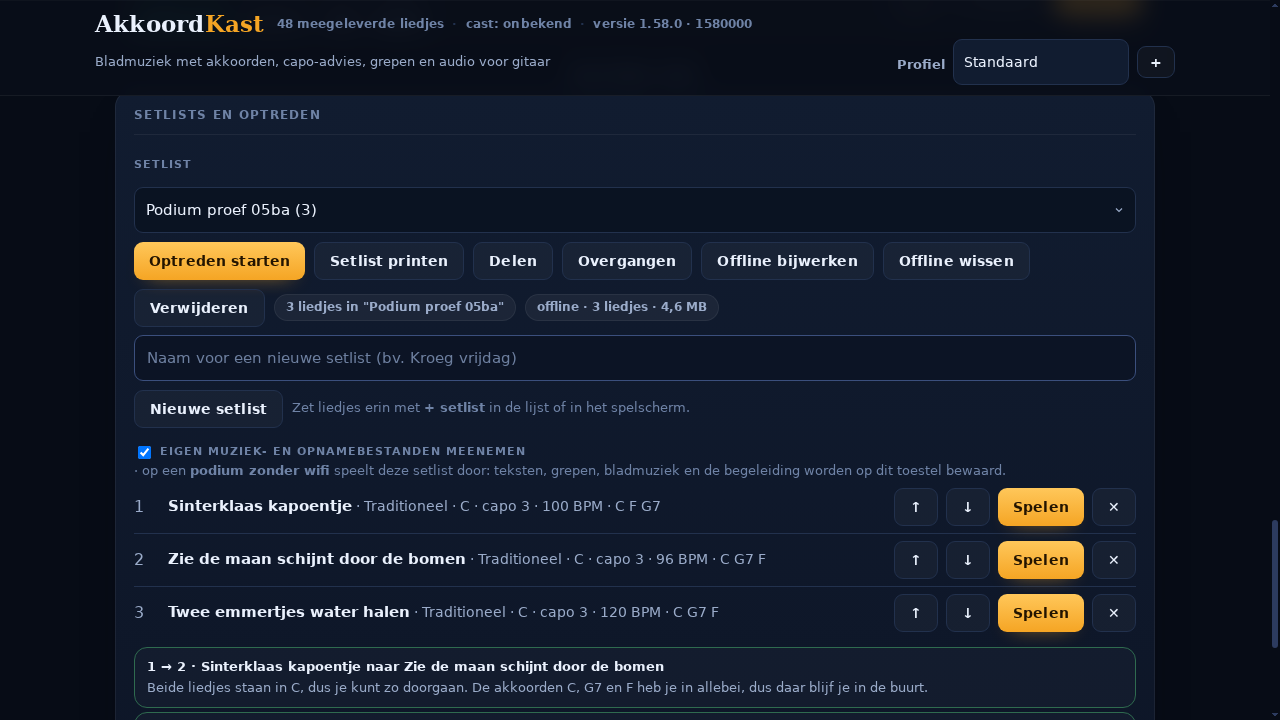 AkkoordKast 48 meegeleverde liedjes · cast: onbekend · versie 1.58.0 · 1580000
Bladmuziek met akkoorden, capo-advies, grepen en audio voor gitaar
Profiel Standaard +
SETLISTS EN OPTREDEN
SETLIST
Podium proef 05ba (3)
Optreden starten Setlist printen Delen Overgangen Offline bijwerken Offline wissen
Verwijderen 3 liedjes in "Podium proef 05ba" offline · 3 liedjes · 4,6 MB
Naam voor een nieuwe setlist (bv. Kroeg vrijdag)
Nieuwe setlist Zet liedjes erin met + setlist in de lijst of in het spelscherm.
EIGEN MUZIEK- EN OPNAMEBESTANDEN MEENEMEN
· op een podium zonder wifi speelt deze setlist door: teksten, grepen, bladmuziek en de begeleiding worden op dit toestel bewaard.
1 Sinterklaas kapoentje · Traditioneel · C · capo 3 · 100 BPM · C F G7 ↑ ↓ Spelen ×
2 Zie de maan schijnt door de bomen · Traditioneel · C · capo 3 · 96 BPM · C G7 F ↑ ↓ Spelen ×
3 Twee emmertjes water halen · Traditioneel · C · capo 3 · 120 BPM · C G7 F ↑ ↓ Spelen ×
1 → 2 · Sinterklaas kapoentje naar Zie de maan schijnt door de bomen
Beide liedjes staan in C, dus je kunt zo doorgaan. De akkoorden C, G7 en F heb je in allebei, dus daar blijf je in de buurt.